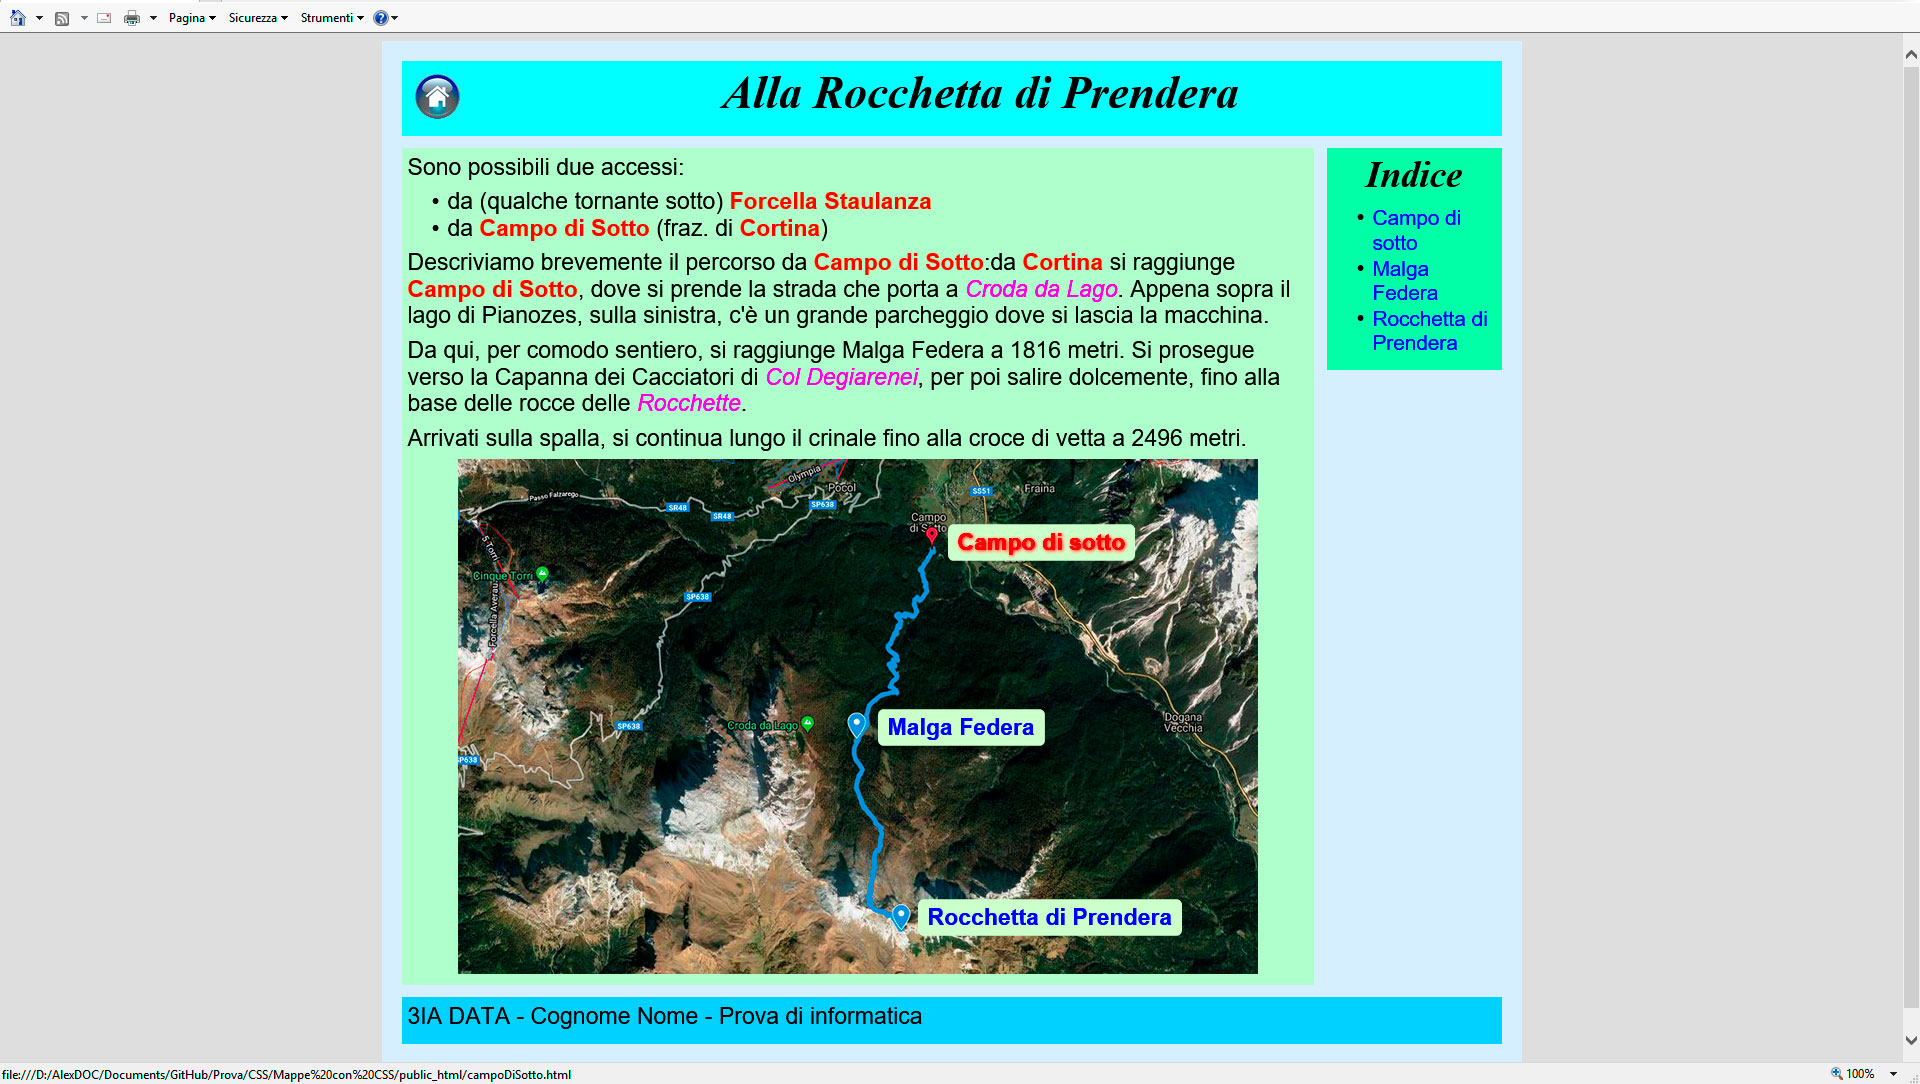 Pagina Sicurezza Strumenti
Alla Rocchetta di Prendera
Sono possibili due accessi:
• da (qualche tornante sotto) Forcella Staulanza
• da Campo di Sotto (fraz. di Cortina)
Descriviamo brevemente il percorso da Campo di Sotto:da Cortina si raggiunge
Campo di Sotto, dove si prende la strada che porta a Croda da Lago. Appena sopra il
lago di Pianozes, sulla sinistra, c'è un grande parcheggio dove si lascia la macchina.
Da qui, per comodo sentiero, si raggiunge Malga Federa a 1816 metri. Si prosegue
verso la Capanna dei Cacciatori di Col Degiarenei, per poi salire dolcemente, fino alla
base delle rocce delle Rocchette.
Arrivati sulla spalla, si continua lungo il crinale fino alla croce di vetta a 2496 metri.
Olympia
Pocol
Passo Falzarego
SR48
SR48
SP638
SS51
Fraina
Campo
di Sotto
Campo di sotto
5 Torri
Cinque Torri
Forcella Averau
SP638
SP638
Croda da Lago
Malga Federa
Dogana
Vecchia
SP638
Rocchetta di Prendera
Indice
• Campo di
sotto
• Malga
Federa
• Rocchetta di
Prendera
3IA DATA - Cognome Nome - Prova di informatica
file:///D:/AlexDOC/Documents/GitHub/Prova/CSS/Mappe%20con%20CSS/public_html/campoDiSotto.html
100%